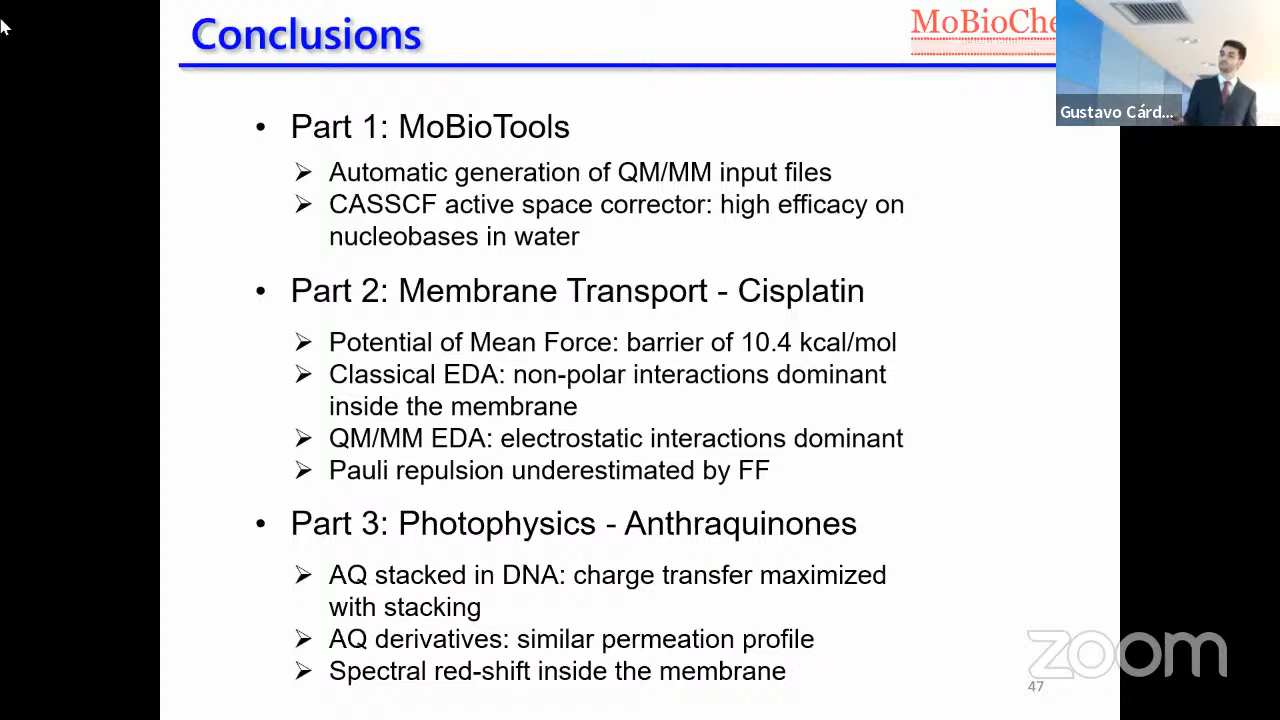 Conclusions
MoBioChe
Gustavo Cárd...
• Part 1: MoBioTools
➢ Automatic generation of QM/MM input files
➢ CASSCF active space corrector: high efficacy on
nucleobases in water
• Part 2: Membrane Transport - Cisplatin
➢ Potential of Mean Force: barrier of 10.4 kcal/mol
➢ Classical EDA: non-polar interactions dominant
inside the membrane
➢ QM/MM EDA: electrostatic interactions dominant
➢ Pauli repulsion underestimated by FF
• Part 3: Photophysics - Anthraquinones
➢ AQ stacked in DNA: charge transfer maximized
with stacking
➢ AQ derivatives: similar permeation profile
➢ Spectral red-shift inside the membrane
zoom
47